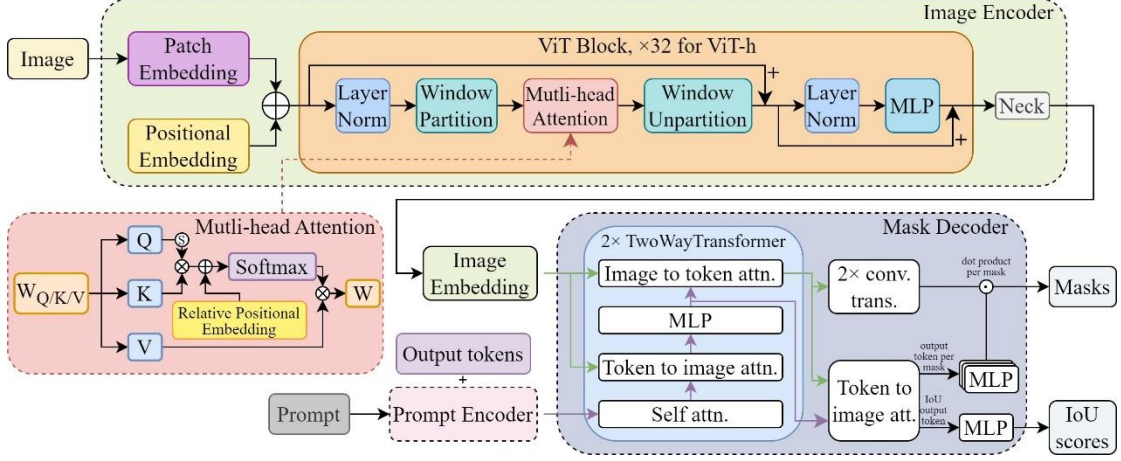 Image Encoder
Image
Patch
Embedding
Positional
Embedding
ViT Block, ×32 for ViT-h
+
Layer
Norm
Window
Partition
Mutli-head
Attention
Window
Unpartition
Layer
Norm
MLP
+
Neck
Mutli-head Attention
W Q/K/V
Q
S
K
V
Softmax
Relative Positional
Embedding
W
Image
Embedding
Output tokens
+
Prompt
Prompt Encoder
Mask Decoder
2× TwoWayTransformer
Image to token attn.
MLP
Token to image attn.
Self attn.
2× conv.
trans.
dot product
per mask
Masks
Token to
image att.
output
token per
mask
MLP
IoU
output
token
MLP
IoU
scores